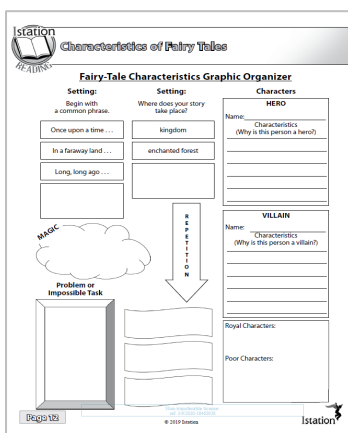 Istation
READING
Characteristics of Fairy Tales
Fairy-Tale Characteristics Graphic Organizer
Setting:
Begin with
a common phrase.
Once upon a time . . .
In a faraway land . . .
Long, long ago . . .
Setting:
Where does your story
take place?
kingdom
enchanted forest
Characters
HERO
Name:
Characteristics
(Why is this person a hero?)
VILLAIN
Name:
Characteristics
(Why is this person a villain?)
MAGIC
REPETITION
Problem or
Impossible Task
Royal Characters:
Poor Characters:
Page 12
© 2019 Istation
Istation